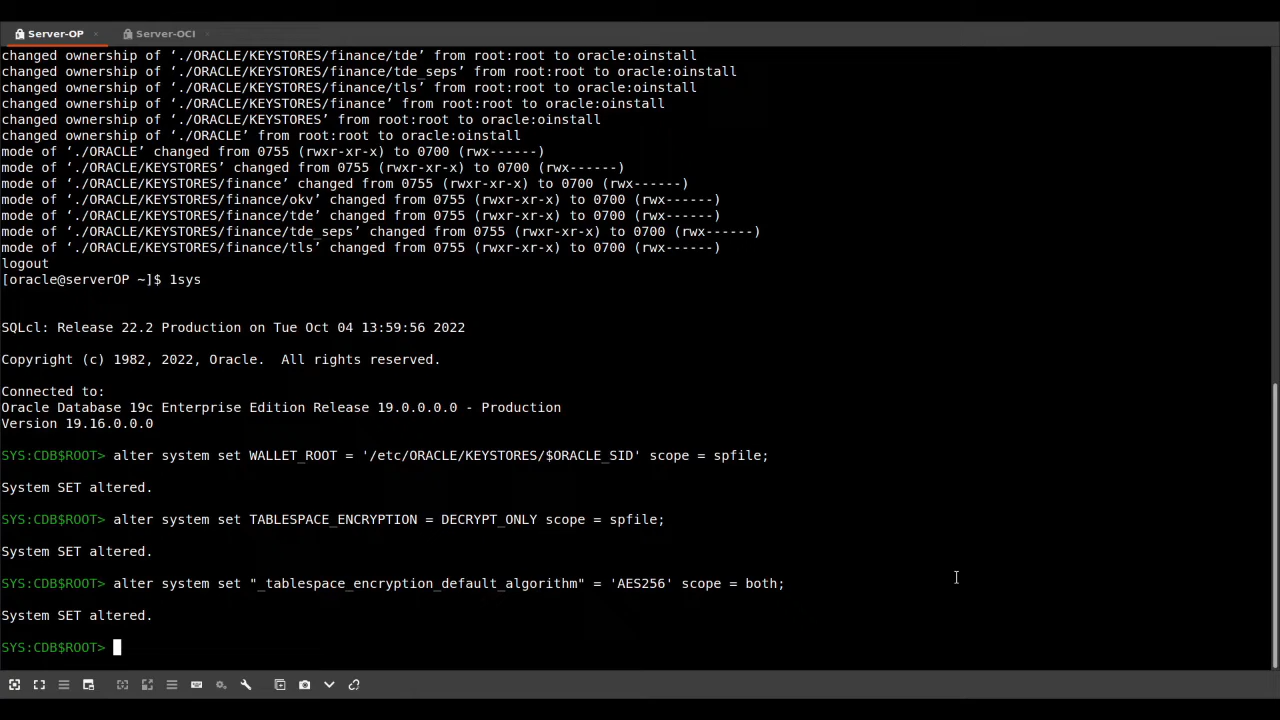 Server-OP
Server-OCI
changed ownership of ‘./ORACLE/KEYSTORES/finance/tde’ from root:root to oracle:oinstall
changed ownership of ‘./ORACLE/KEYSTORES/finance/tde_seps’ from root:root to oracle:oinstall
changed ownership of ‘./ORACLE/KEYSTORES/finance/tls’ from root:root to oracle:oinstall
changed ownership of ‘./ORACLE/KEYSTORES/finance’ from root:root to oracle:oinstall
changed ownership of ‘./ORACLE/KEYSTORES’ from root:root to oracle:oinstall
changed ownership of ‘./ORACLE’ from root:root to oracle:oinstall
mode of ‘./ORACLE’ changed from 0755 (rwxr-xr-x) to 0700 (rwx------)
mode of ‘./ORACLE/KEYSTORES’ changed from 0755 (rwxr-xr-x) to 0700 (rwx------)
mode of ‘./ORACLE/KEYSTORES/finance’ changed from 0755 (rwxr-xr-x) to 0700 (rwx------)
mode of ‘./ORACLE/KEYSTORES/finance/okv’ changed from 0755 (rwxr-xr-x) to 0700 (rwx------)
mode of ‘./ORACLE/KEYSTORES/finance/tde’ changed from 0755 (rwxr-xr-x) to 0700 (rwx------)
mode of ‘./ORACLE/KEYSTORES/finance/tde_seps’ changed from 0755 (rwxr-xr-x) to 0700 (rwx------)
mode of ‘./ORACLE/KEYSTORES/finance/tls’ changed from 0755 (rwxr-xr-x) to 0700 (rwx------)
logout
[oracle@serverOP ~]$ 1sys
SQLcl: Release 22.2 Production on Tue Oct 04 13:59:56 2022
Copyright (c) 1982, 2022, Oracle.  All rights reserved.
Connected to:
Oracle Database 19c Enterprise Edition Release 19.0.0.0.0 - Production
Version 19.16.0.0.0
SYS:CDB$ROOT> alter system set WALLET_ROOT = '/etc/ORACLE/KEYSTORES/$ORACLE_SID' scope = spfile;
System SET altered.
SYS:CDB$ROOT> alter system set TABLESPACE_ENCRYPTION = DECRYPT_ONLY scope = spfile;
System SET altered.
SYS:CDB$ROOT> alter system set "_tablespace_encryption_default_algorithm" = 'AES256' scope = both;
System SET altered.
SYS:CDB$ROOT>